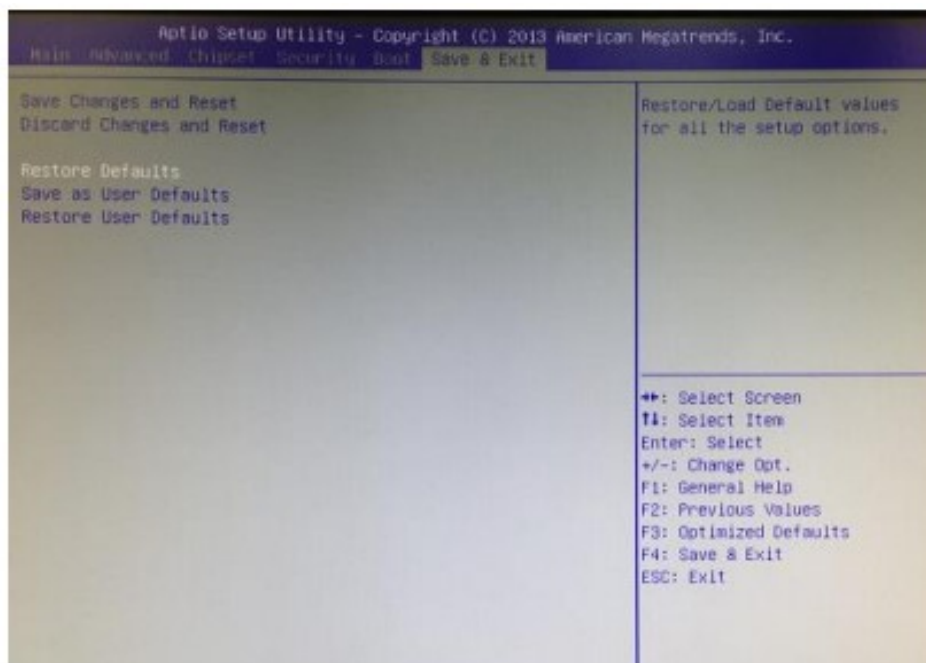 Aptio Setup Utility - Copyright (C) 2013 American Megatrends, Inc.
Main Advanced Chipset Security Boot Save & Exit
Save Changes and Reset
Discard Changes and Reset
Restore Defaults
Save as User Defaults
Restore User Defaults
Restore/Load Default values
for all the setup options.
→←: Select Screen
↑↓: Select Item
Enter: Select
+/-: Change Opt.
F1: General Help
F2: Previous Values
F3: Optimized Defaults
F4: Save & Exit
ESC: Exit